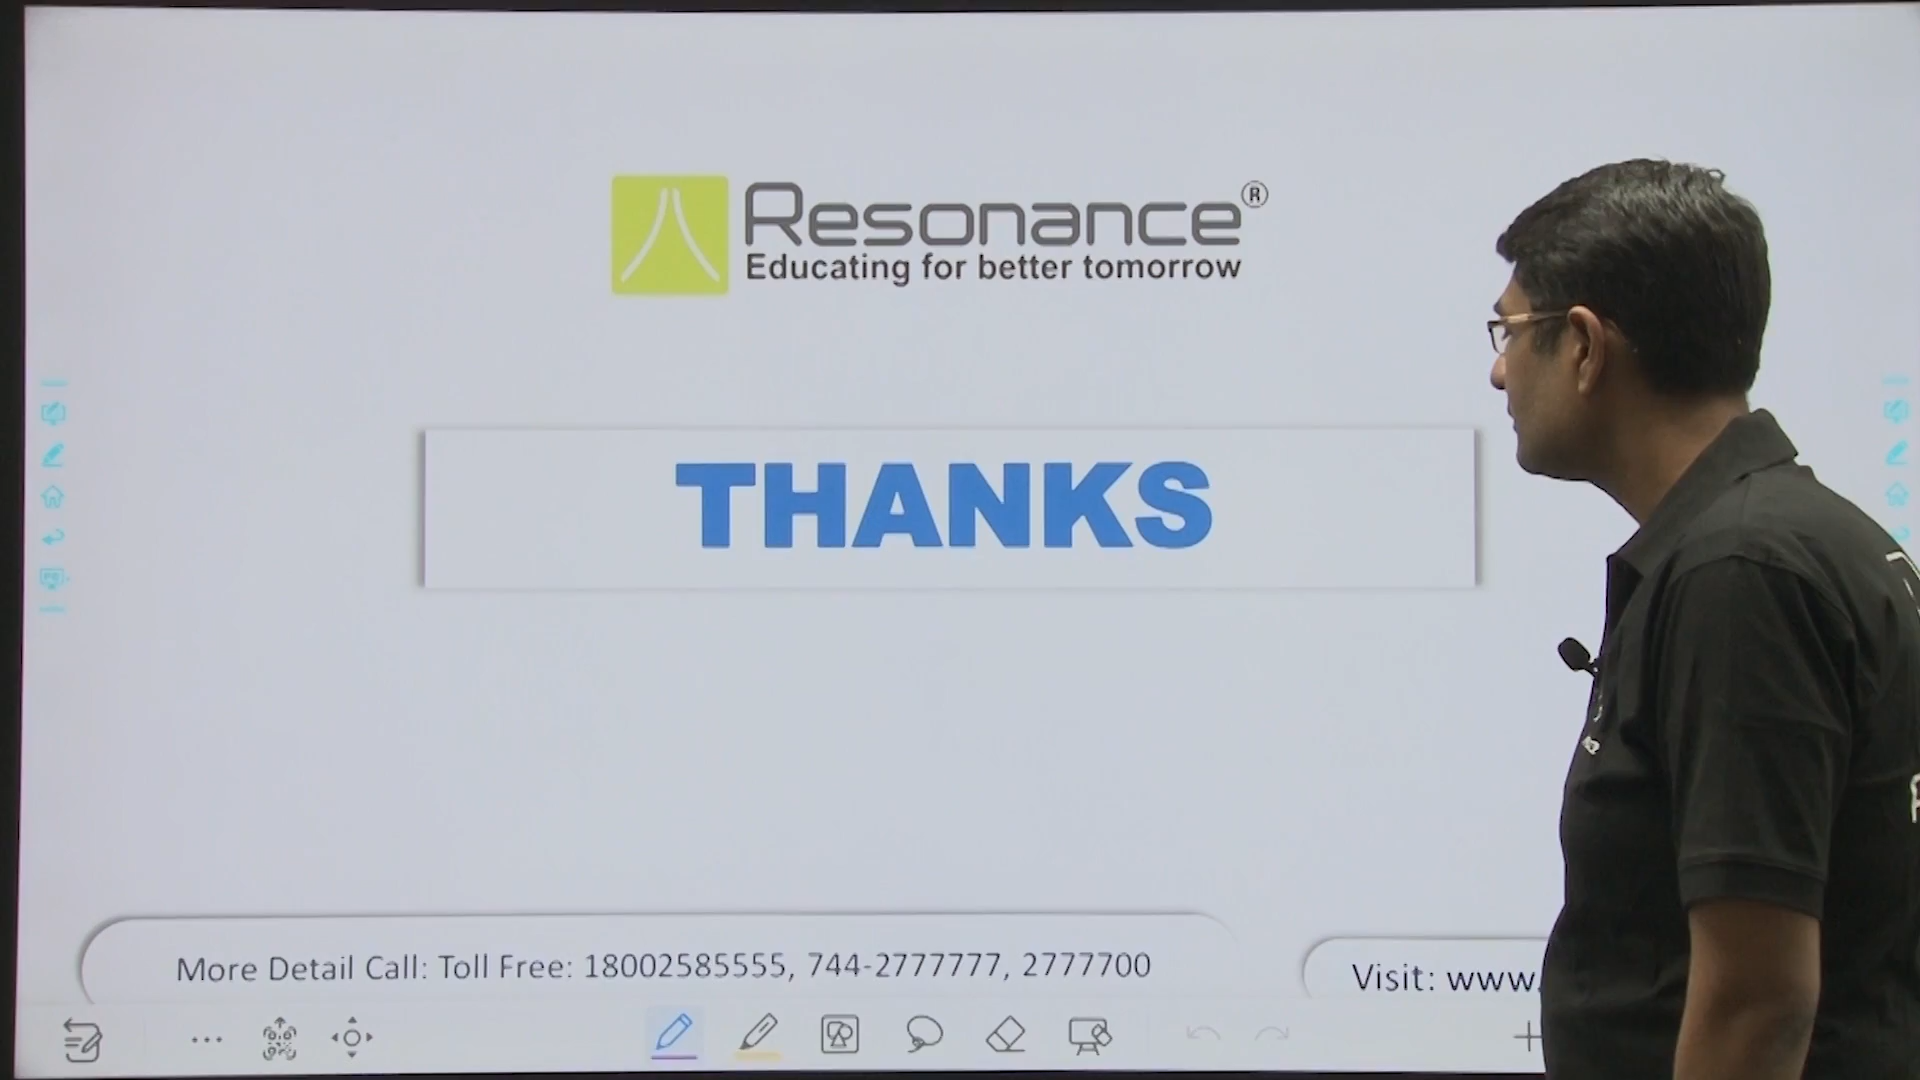 Resonance®
Educating for better tomorrow
THANKS
More Detail Call: Toll Free: 18002585555, 744-2777777, 2777700
Visit: www.